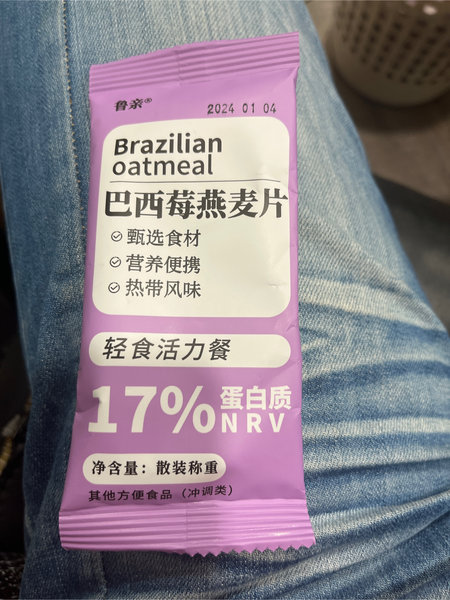 鲁亲®
2024 01 04
Brazilian
oatmeal
巴西莓燕麦片
甄选食材
营养便携
热带风味
轻食活力餐
17% 蛋白质
NRV
净含量：散装称重
其他方便食品（冲调类）